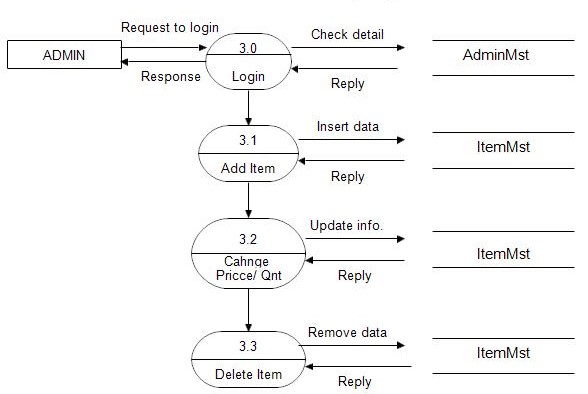 Request to login
Check detail
ADMIN
3.0
AdminMst
Response
Login
Reply
Insert data
3.1
ItemMst
Add Item
Reply
Update info.
3.2
ItemMst
Cahnge
Pricce/ Qnt
Reply
Remove data
3.3
ItemMst
Delete Item
Reply